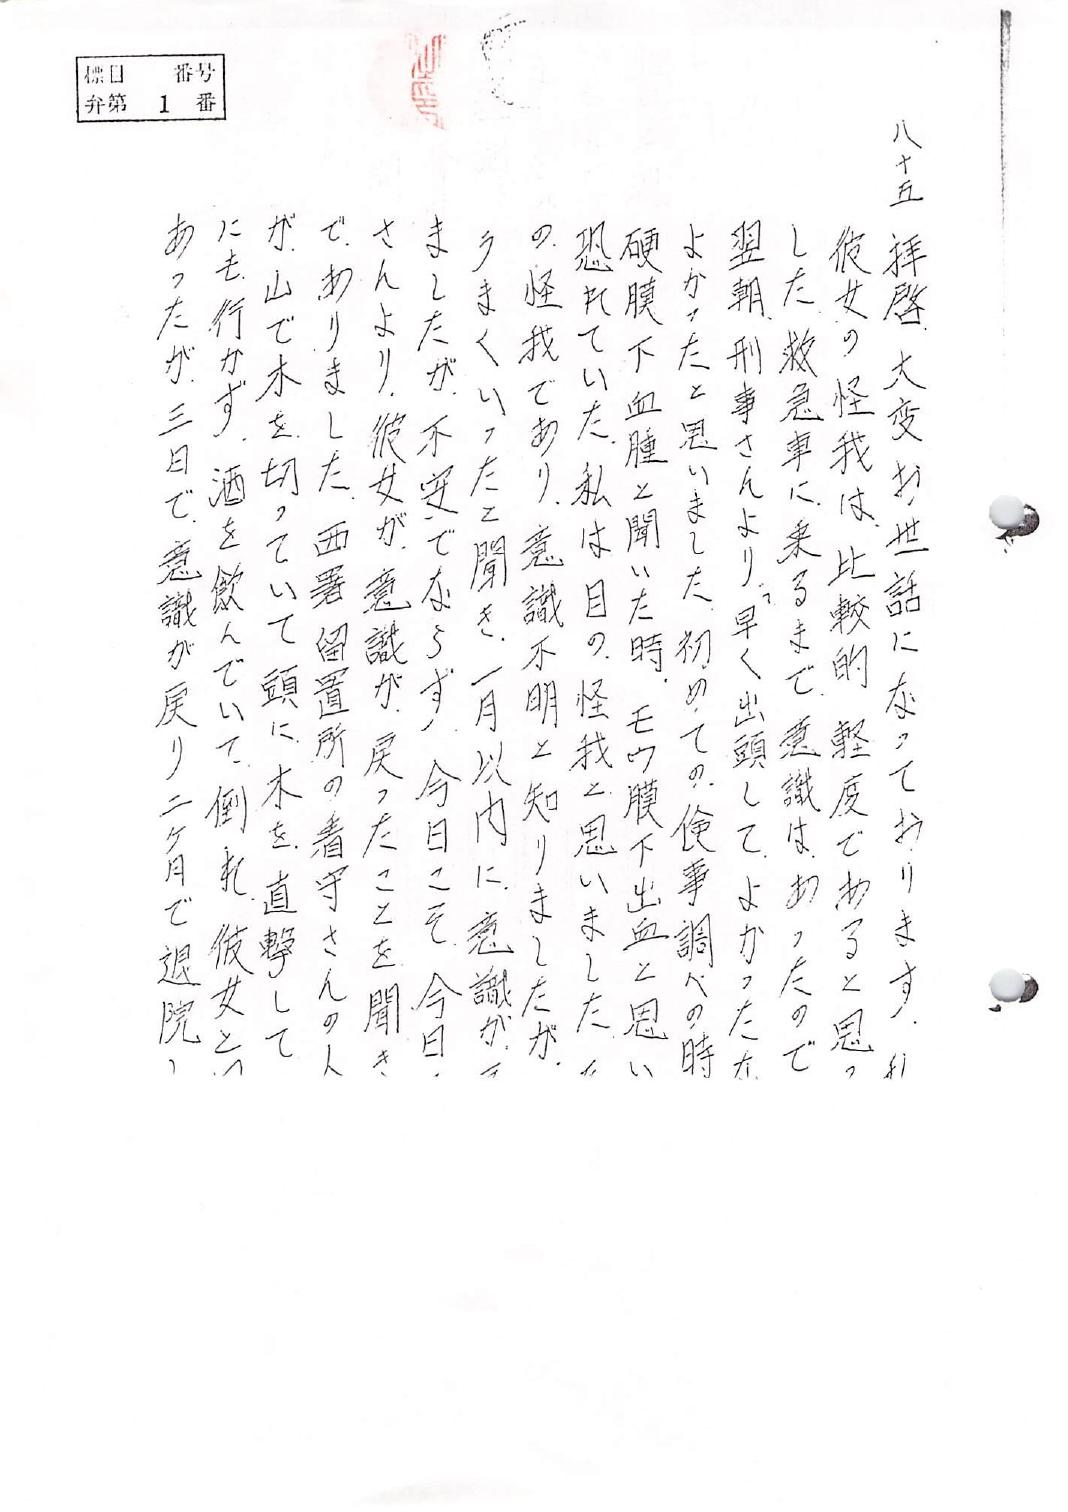 標目 番号
弁第 1 番
八十五
拝啓、大変お世話になっております。
彼女の怪我は、比較的軽度であると思っ
した、救急車に、乗るまで、意識は、あったので
翌朝、刑事さんより、「早く出頭して、よかったな
よかったと思いました、初めての、検事調べの時
硬膜下血腫と聞いた時、モウ膜下出血と思い
恐れていた、私は目の、怪我と思いました、
の、怪我であり、意識不明と知りましたが、
うまくいったと聞き、一月以内に、意識が、
ましたが、不安でならず、今日こそ、今日、
さんより、彼女が、意識が、戻ったことを聞き
で、ありました、西署留置所の看守さんの人
が、山で木を、切っていて頭に、木を、直撃して
にも、行かず、酒を飲んでいて、倒れ、彼女と
あったが、三日で、意識が戻り二ヶ月で退院し